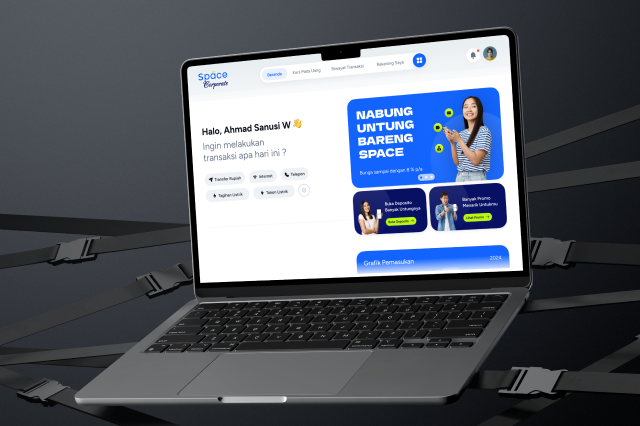 Space
Corporate
Beranda
Kurs Mata Uang
Riwayat Transaksi
Rekening Saya
Halo, Ahmad Sanusi W 👋
Ingin melakukan
transaksi apa hari ini ?
Transfer Rupiah
Internet
Telepon
Tagihan Listrik
Token Listrik
NABUNG
UNTUNG
BARENG
SPACE
Bunga sampai dengan 8 % p/a
Buka Deposito
Banyak Untungnya
Buka Deposito
Banyak Promo
Menarik Untukmu
Lihat Promo
Grafik Pemasukan
2024